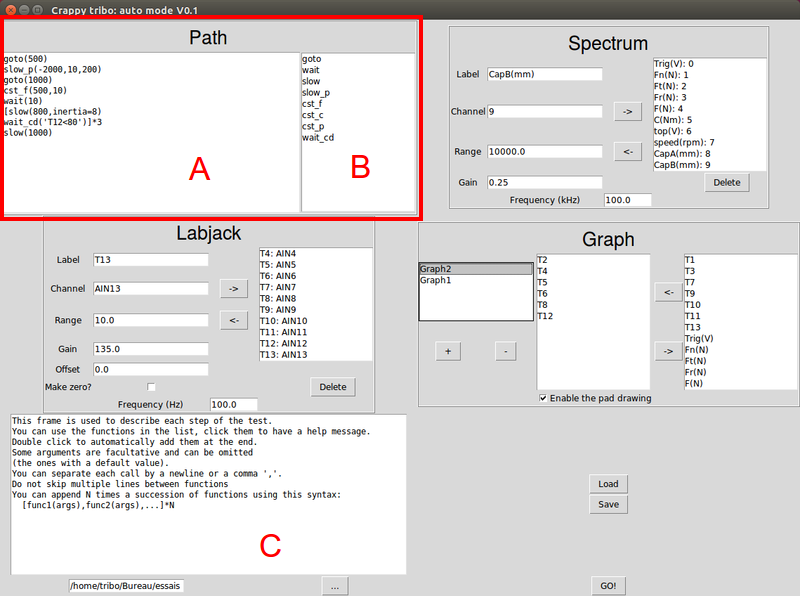 Crappy tribo: auto mode V0.1
Path
goto(500)
slow_p(-2000,10,200)
goto(1000)
cst_f(500,10)
wait(10)
[slow(800,inertia=8)
wait_cd('T12<80')]*3
slow(1000)
A
goto
wait
slow
slow_p
cst_f
cst_c
cst_p
wait_cd
B
Spectrum
Label CapB(mm)
Channel 9 ->
Range 10000.0 <-
Gain 0.25
Trig(V): 0
Fn(N): 1
Ft(N): 2
Fr(N): 3
F(N): 4
C(Nm): 5
top(V): 6
speed(rpm): 7
CapA(mm): 8
CapB(mm): 9
Delete
Frequency (kHz) 100.0
Labjack
Label T13
Channel AIN13 ->
Range 10.0 <-
Gain 135.0
Offset 0.0
Make zero?
T4: AIN4
T5: AIN5
T6: AIN6
T7: AIN7
T8: AIN8
T9: AIN9
T10: AIN10
T11: AIN11
T12: AIN12
T13: AIN13
Delete
Frequency (Hz) 100.0
Graph
Graph2
Graph1
+ -
T2
T4
T5
T6
T8
T12
<-
->
T1
T3
T7
T9
T10
T11
T13
Trig(V)
Fn(N)
Ft(N)
Fr(N)
F(N)
Enable the pad drawing
This frame is used to describe each step of the test.
You can use the functions in the list, click them to have a help message.
Double click to automatically add them at the end.
Some arguments are facultative and can be omitted
(the ones with a default value).
You can separate each call by a newline or a comma ','.
Do not skip multiple lines between functions
You can append N times a succession of functions using this syntax:
[func1(args),func2(args),...]*N
C
Load
Save
/home/tribo/Bureau/essais ...
GO!